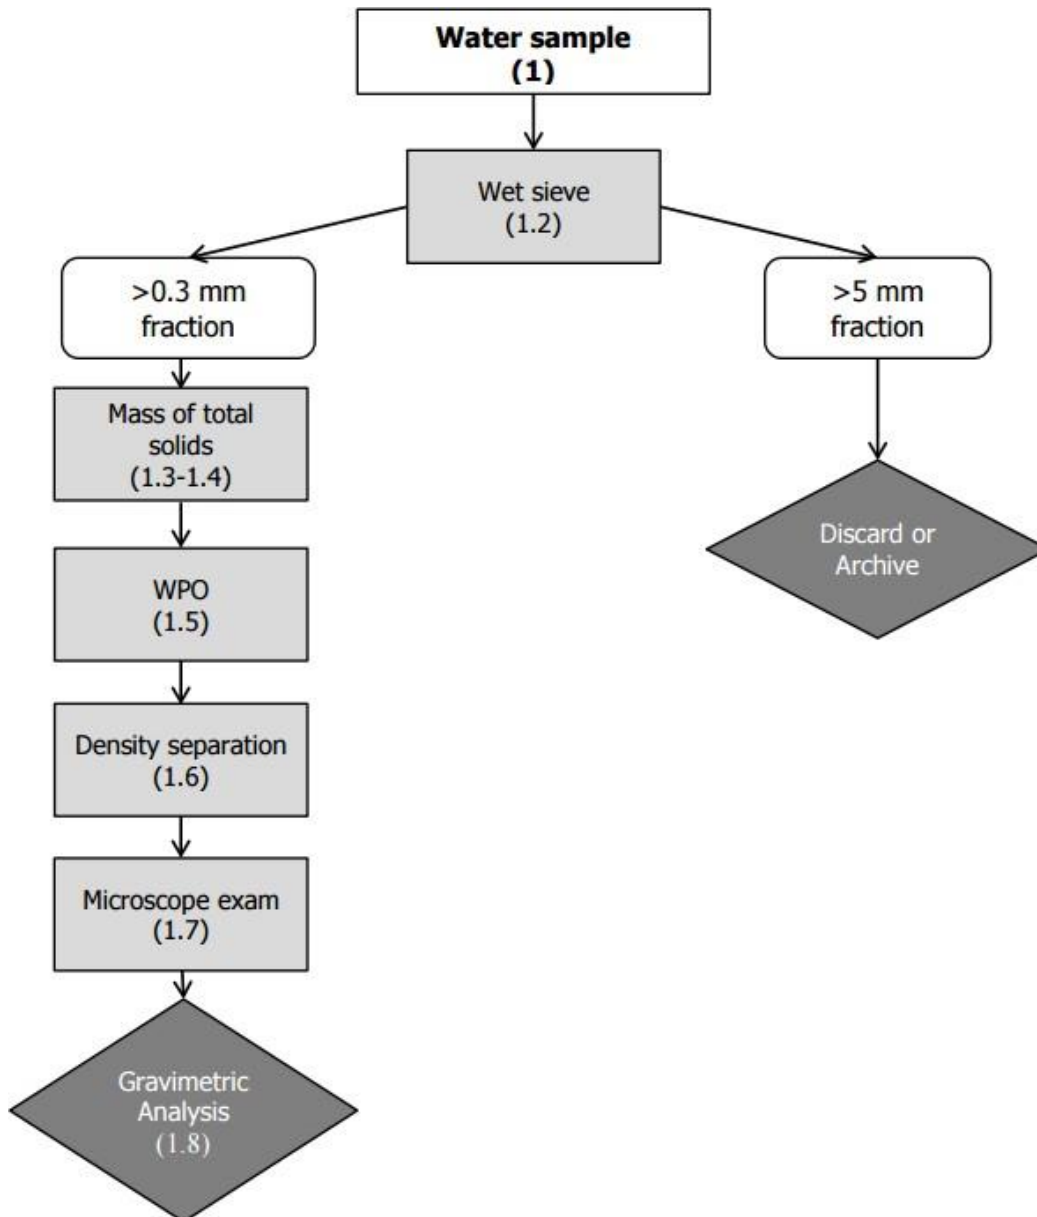 Water sample
(1)
Wet sieve
(1.2)
>0.3 mm
fraction
>5 mm
fraction
Mass of total
solids
(1.3-1.4)
Discard or
Archive
WPO
(1.5)
Density separation
(1.6)
Microscope exam
(1.7)
Gravimetric
Analysis
(1.8)